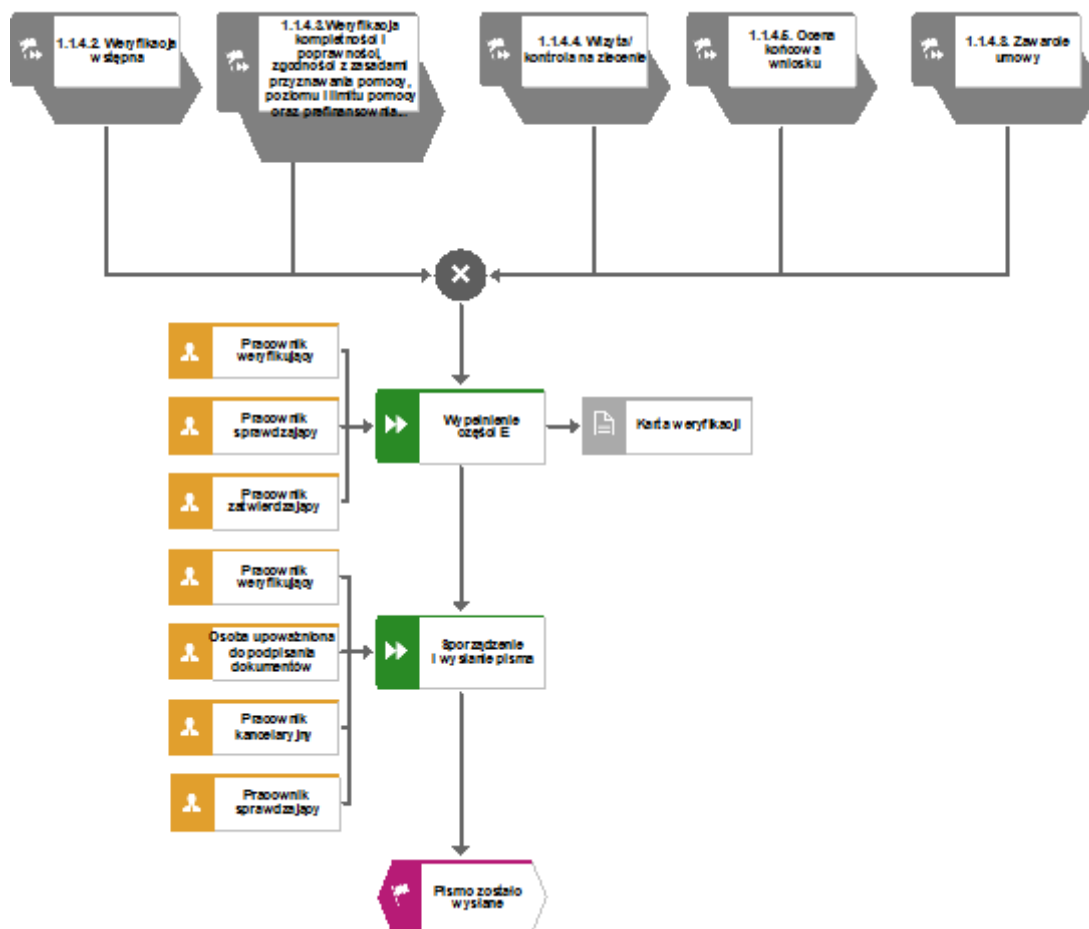 1.1.4.2. Weryfikacja
wstępna
1.1.4.3.Weryfikacja
kompletności i
poprawności,
zgodności z zasadami
przyznawania pomocy,
poziomu i limitu pomocy
oraz prefinansownia...
1.1.4.4. Wizyta/
kontrola na zlecenie
1.1.4.5. Ocena
końcowa
wniosku
1.1.4.8. Zawarcie
umowy
Pracownik
weryfikujący
Pracownik
sprawdzający
Pracownik
zatwierdzający
Wypełnienie
części E
Karta weryfikacji
Pracownik
weryfikujący
Osoba upoważniona
do podpisania
dokumentów
Pracownik
kancelaryjny
Pracownik
sprawdzający
Sporządzenie
i wysłanie pisma
Pismo zostało
wysłane